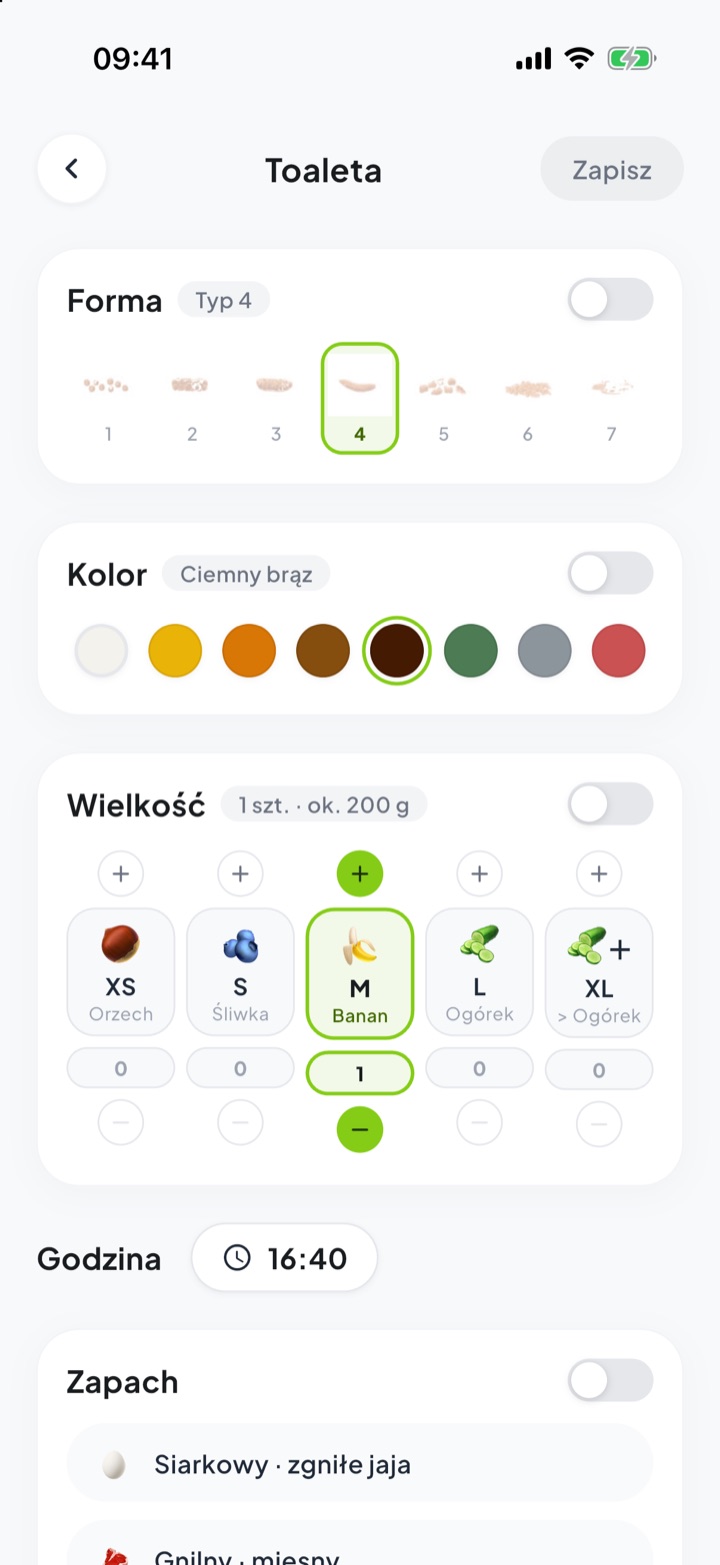 09:41
Toaleta
Zapisz
Forma
Typ 4
1 2 3 4 5 6 7
Kolor
Ciemny brąz
Wielkość
1 szt. · ok. 200 g
+ + + + +
+
XS S M L XL
Orzech Śliwka Banan Ogórek > Ogórek
0 0 1 0 0
− − − − −
Godzina
16:40
Zapach
Siarkowy · zgniłe jaja
Gnilny · mięsny